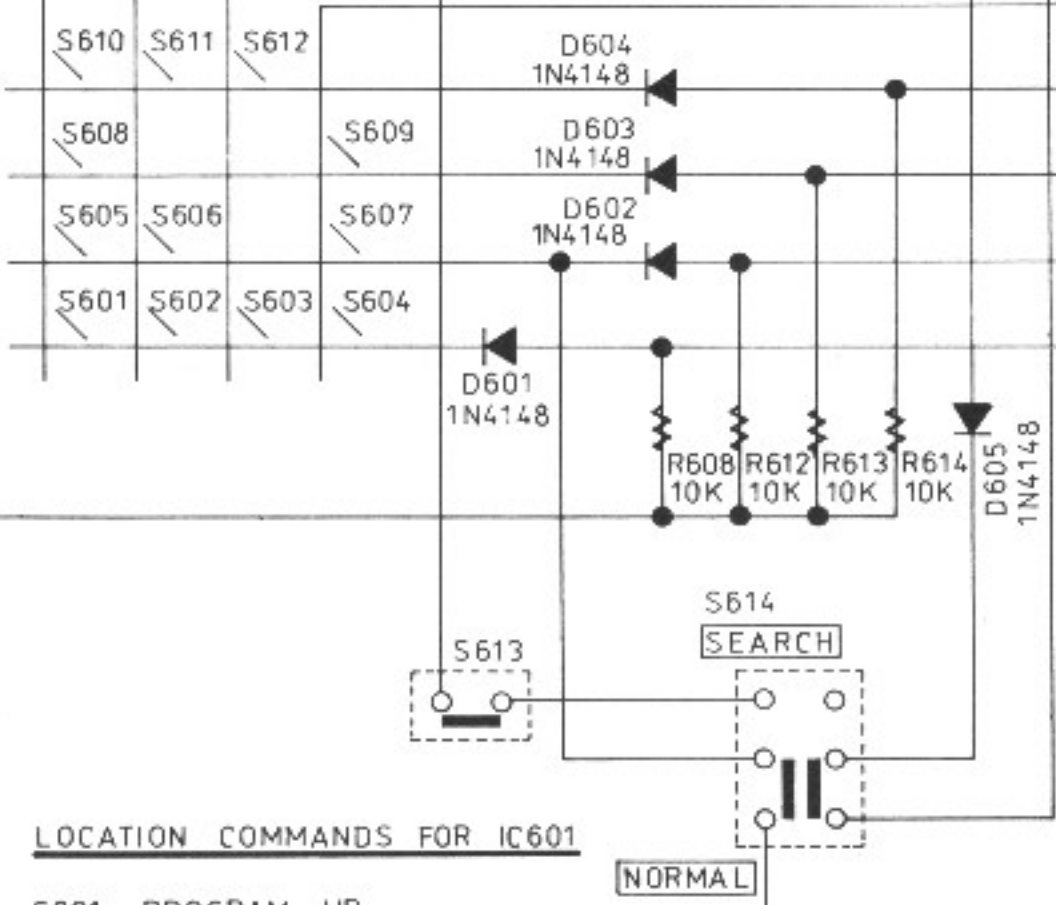 S610 S611 S612
D604
1N4148
S608 S609
D603
1N4148
S605 S606 S607
D602
1N4148
S601 S602 S603 S604
D601
1N4148
R608 R612 R613 R614
10K 10K 10K 10K
D605
1N4148
S614
SEARCH
S613
LOCATION COMMANDS FOR IC601
NORMAL
PROGRAM UP